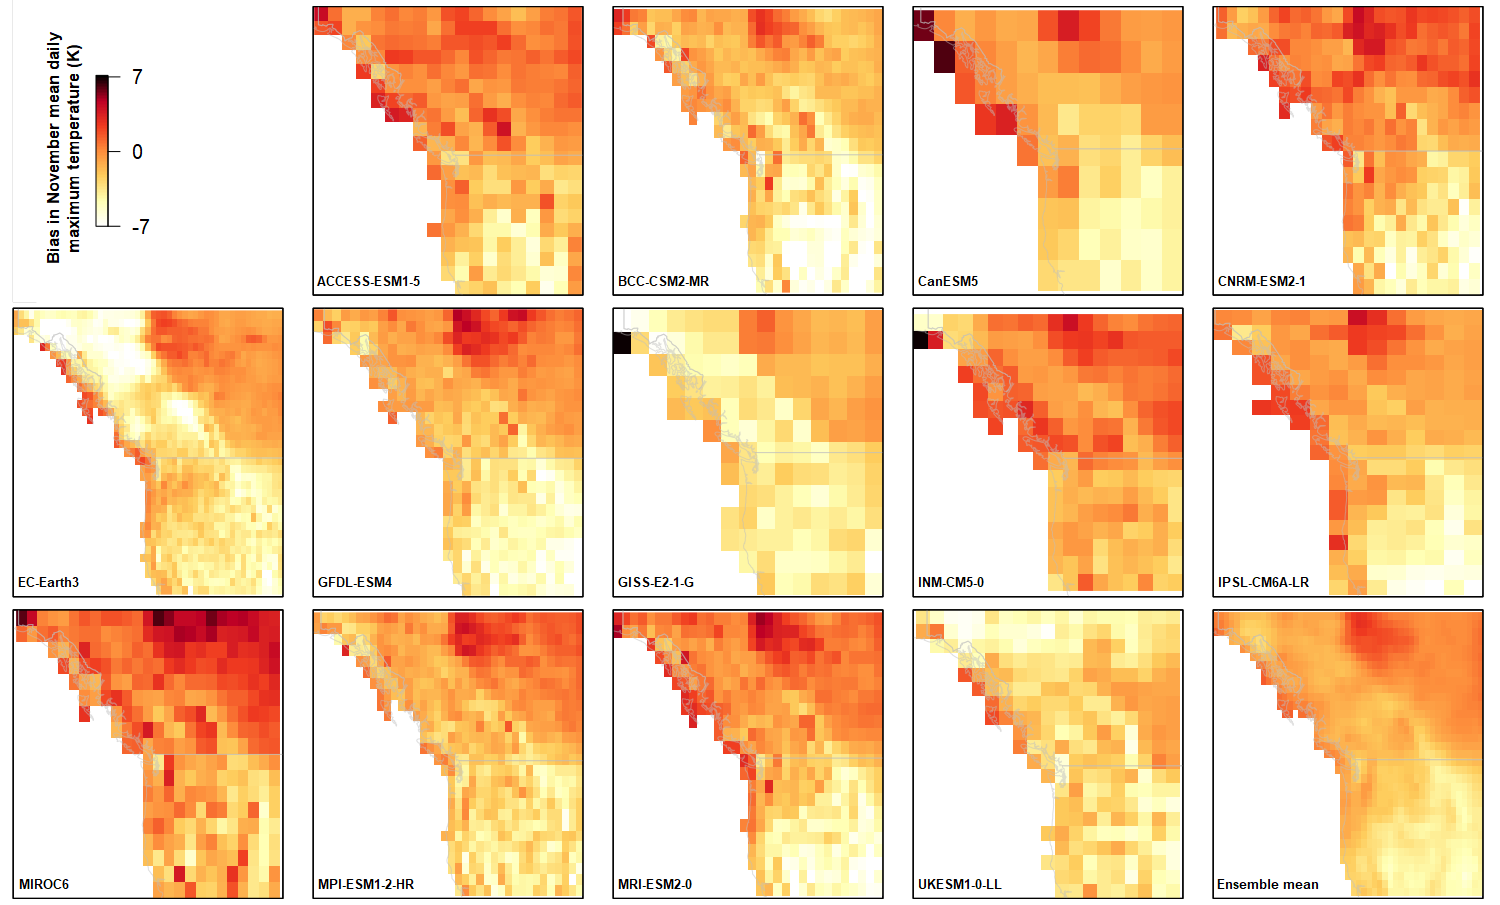 Bias in November mean daily
maximum temperature (K)
7
0
-7
ACCESS-ESM1-5
BCC-CSM2-MR
CanESM5
CNRM-ESM2-1
EC-Earth3
GFDL-ESM4
GISS-E2-1-G
INM-CM5-0
IPSL-CM6A-LR
MIROC6
MPI-ESM1-2-HR
MRI-ESM2-0
UKESM1-0-LL
Ensemble mean